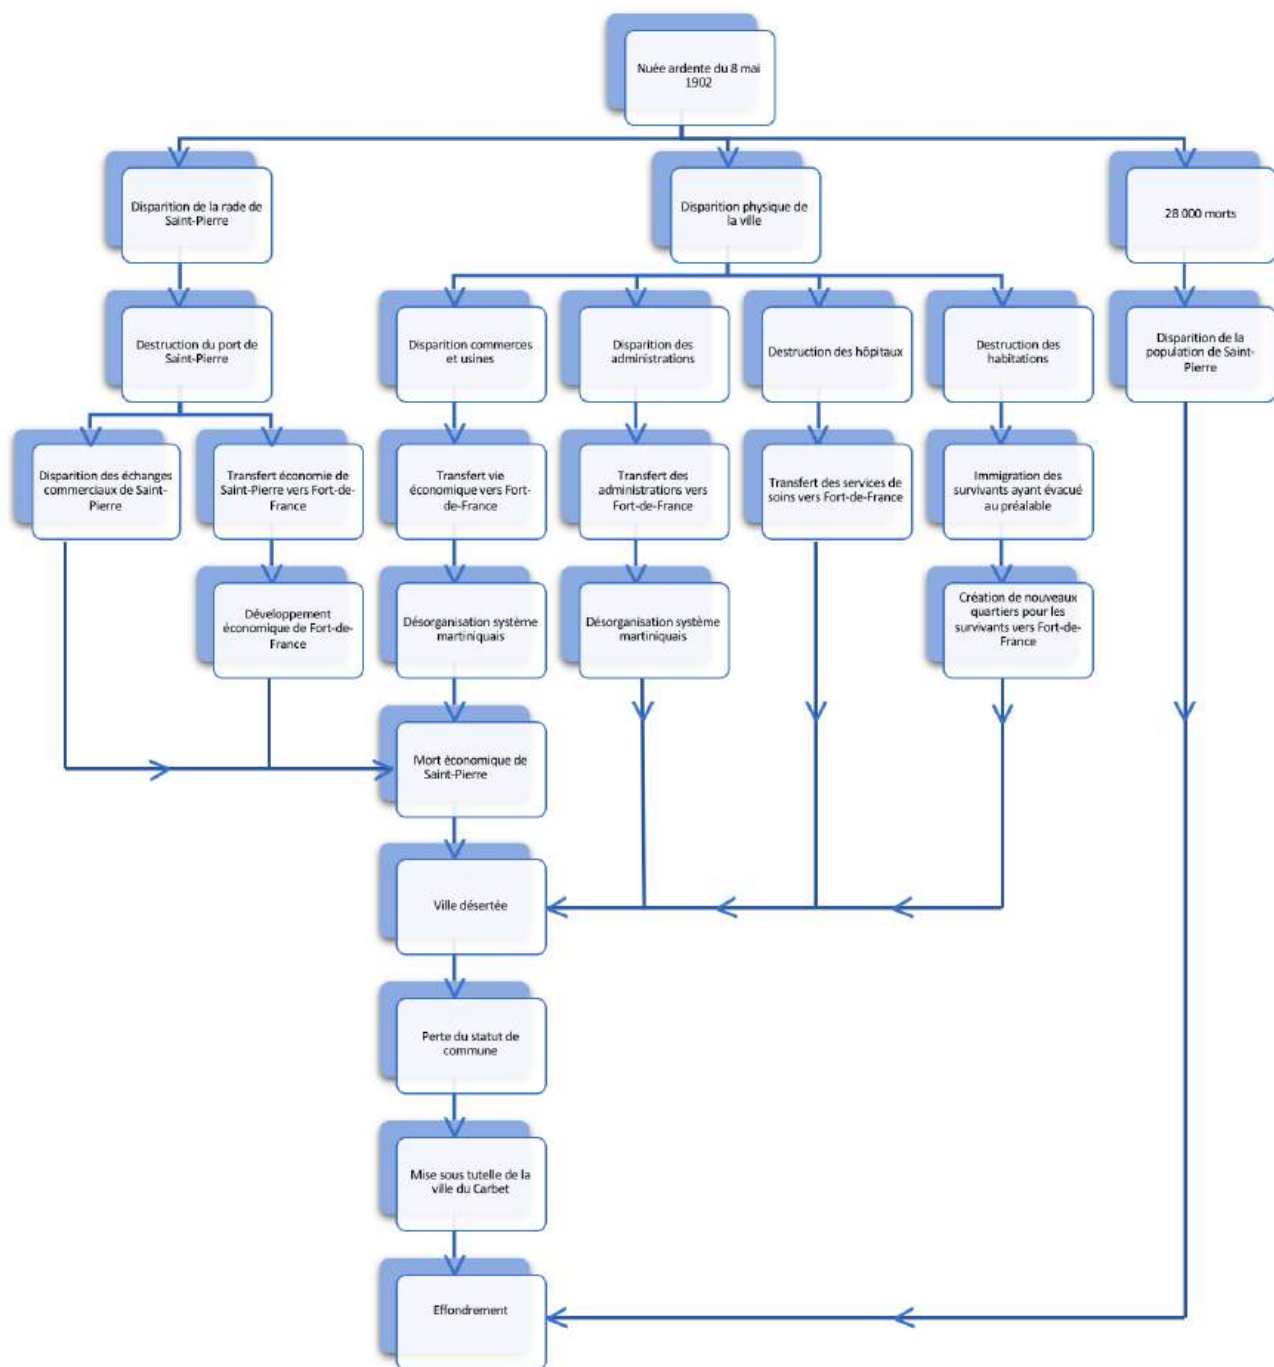 Nuée ardente du 8 mai
1902
Disparition de la rade de
Saint-Pierre
Disparition physique de
la ville
28 000 morts
Destruction du port de
Saint-Pierre
Disparition commerces
et usines
Disparition des
administrations
Destruction des hôpitaux
Destruction des
habitations
Disparition de la
population de Saint-
Pierre
Disparition des échanges
commerciaux de Saint-
Pierre
Transfert économie de
Saint-Pierre vers Fort-de-
France
Transfert vie
économique vers Fort-
de-France
Transfert des
administrations vers
Fort-de-France
Transfert des services de
soins vers Fort-de-France
Immigration des
survivants ayant évacué
au préalable
Développement
économique de Fort-de-
France
Désorganisation système
martiniquais
Désorganisation système
martiniquais
Création de nouveaux
quartiers pour les
survivants vers Fort-de-
France
Mort économique de
Saint-Pierre
Ville désertée
Perte du statut de
commune
Mise sous tutelle de la
ville du Carbet
Effondrement